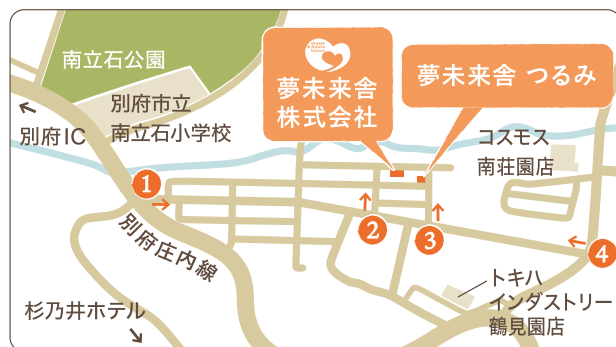 南立石公園
別府市立
南立石小学校
別府IC
夢未来舎
株式会社
夢未来舎 つるみ
コスモス
南荘園店
1
2
3
4
別府庄内線
杉乃井ホテル
トキハ
インダストリー
鶴見園店